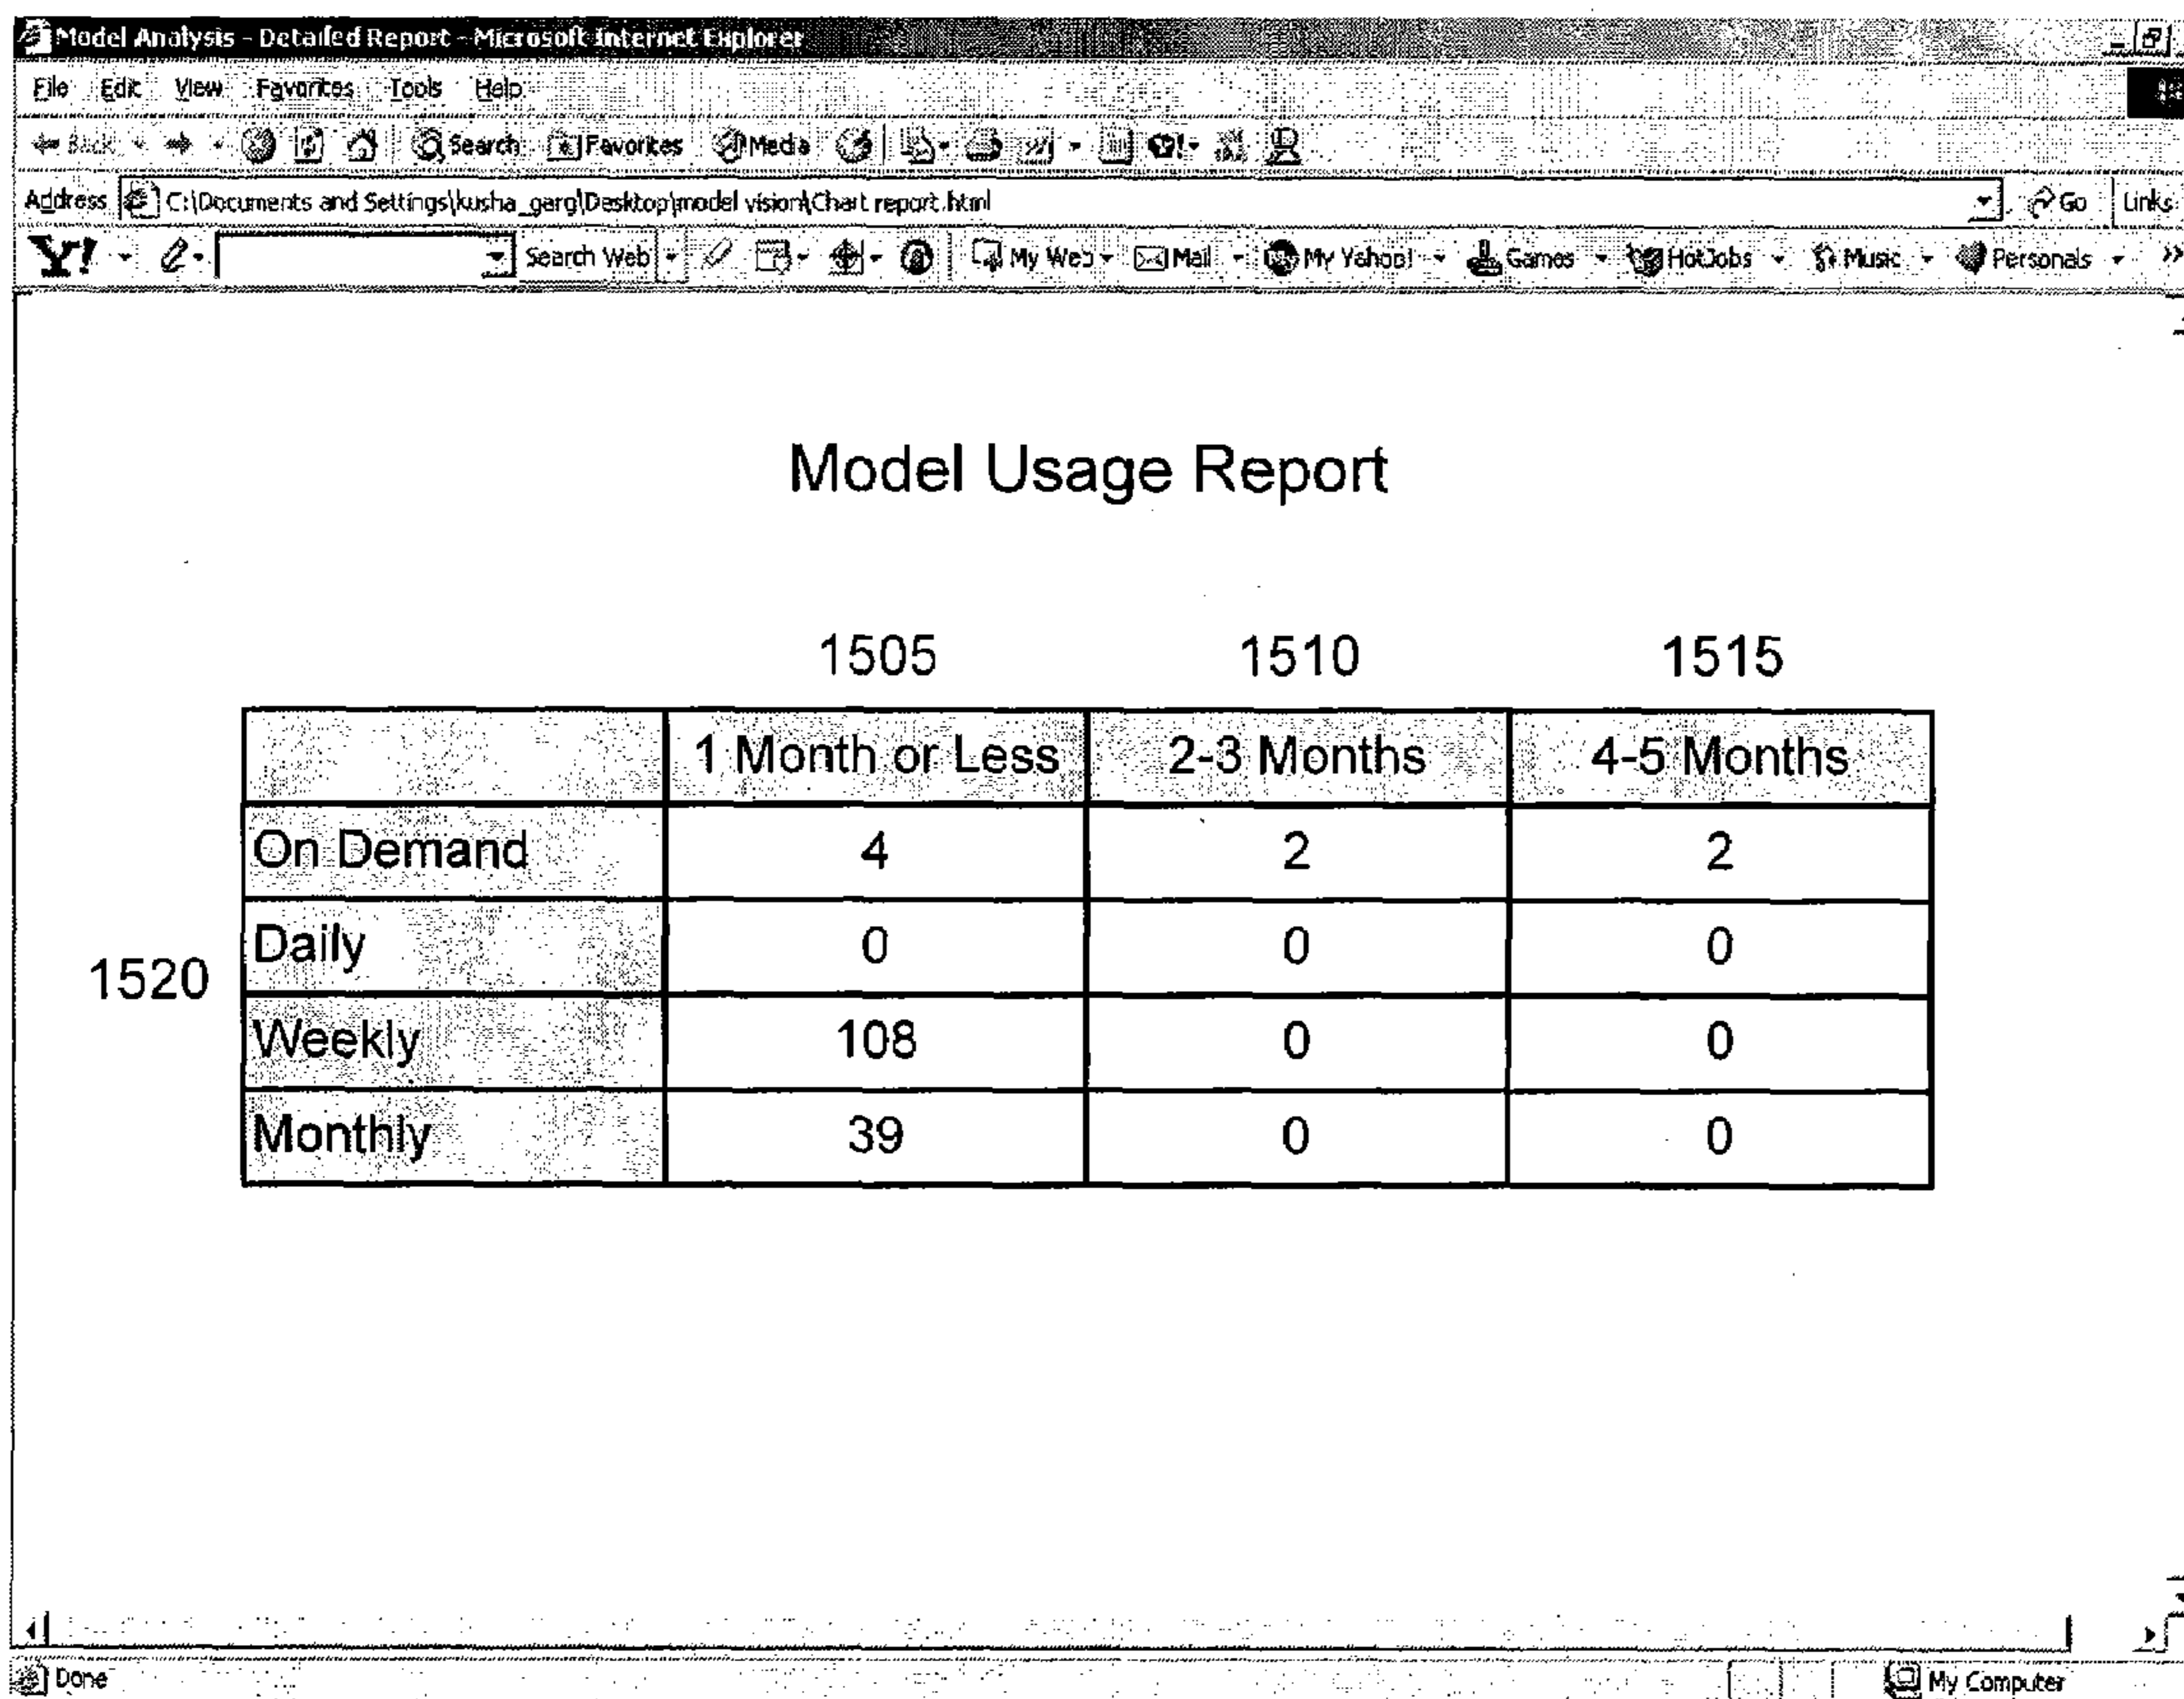 Model Analysis - Detailed Report - Microsoft Internet Explorer
File Edit View Favorites Tools Help
Back Search Favorites Media
Address C:\Documents and Settings\kusha_garg\Desktop\model vision\Chart report.html Go Links
Y! Search Web My Web Mail My Yahoo! Games HotJobs Music Personals »
Model Usage Report
1505 1510 1515
1 Month or Less 2-3 Months 4-5 Months
On Demand 4 2 2
Daily 0 0 0
1520
Weekly 108 0 0
Monthly 39 0 0
Done My Computer